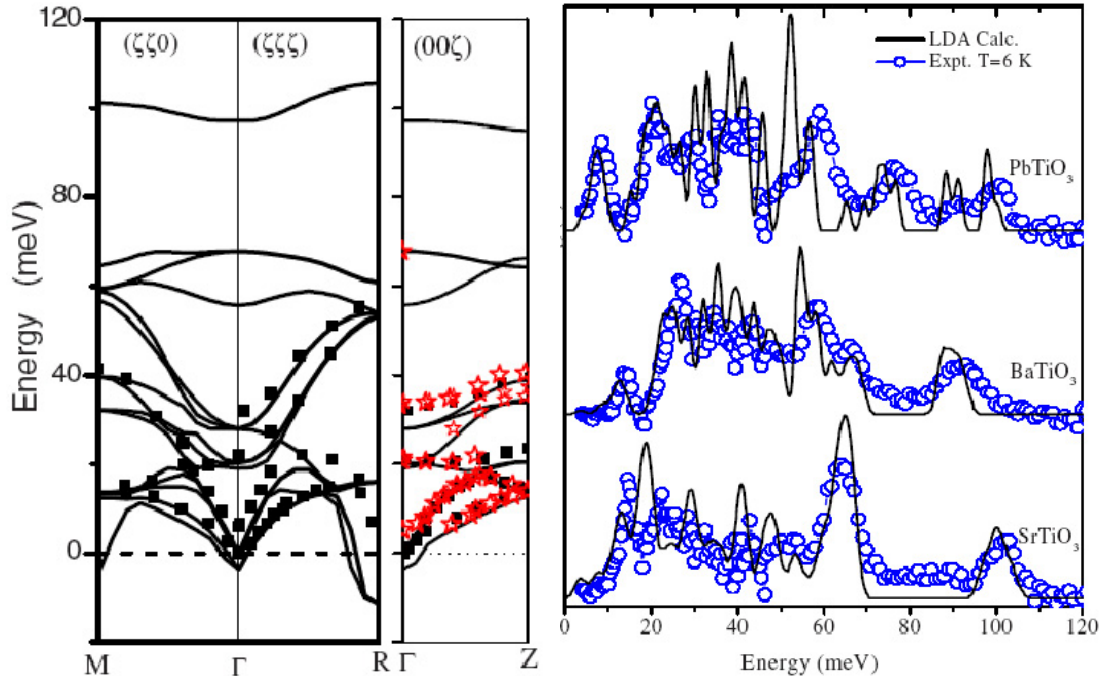 120
80
40
0
Energy (meV)
(ζζ0)
(ζζζ)
(00ζ)
M
Γ
R
Γ
Z
LDA Calc.
Expt. T=6 K
PbTiO₃
BaTiO₃
SrTiO₃
0
20
40
60
80
100
120
Energy (meV)